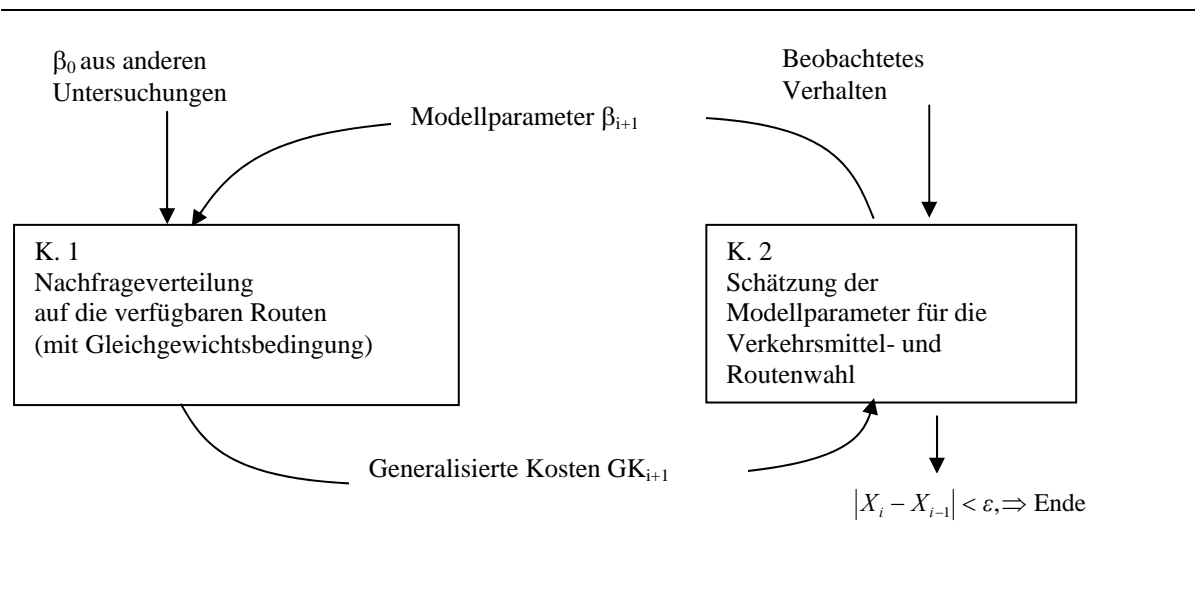 β0 aus anderen
Untersuchungen
Beobachtetes
Verhalten
Modellparameter βi+1
K. 1
Nachfrageverteilung
auf die verfügbaren Routen
(mit Gleichgewichtsbedingung)
K. 2
Schätzung der
Modellparameter für die
Verkehrsmittel- und
Routenwahl
Generalisierte Kosten GKi+1
|Xi − Xi−1| < ε,⇒ Ende